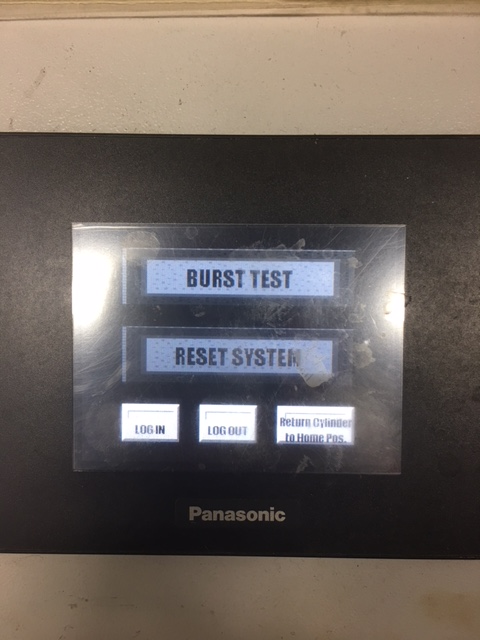 BURST TEST
RESET SYSTEM
LOG IN
LOG OUT
Return Cylinder
to Home Pos.
Panasonic